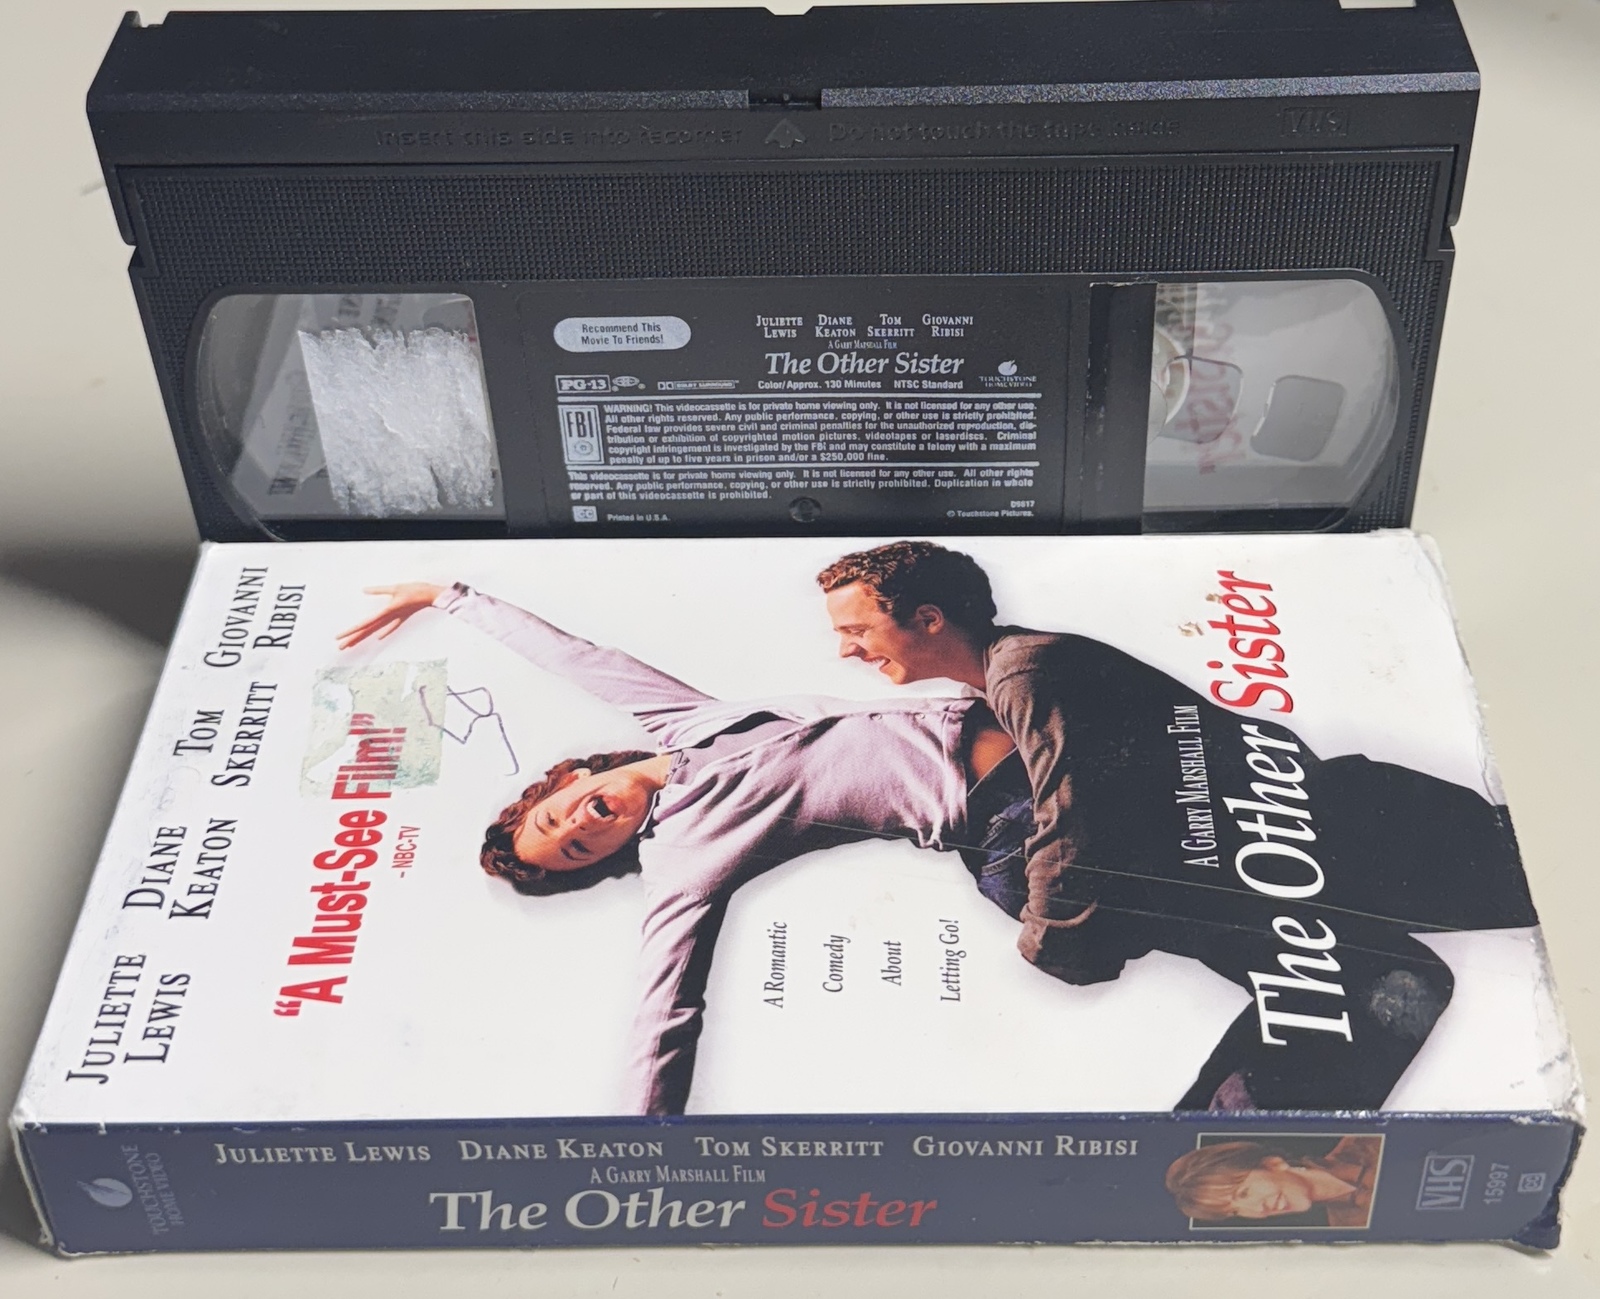 Insert this side into recorder
Do not touch the tape inside
VHS
Recommend This
Movie To Friends!
JULIETTE LEWIS
DIANE KEATON
TOM SKERRITT
GIOVANNI RIBISI
A GARRY MARSHALL FILM
The Other Sister
PG-13
DOLBY SURROUND
Color/Approx. 130 Minutes NTSC Standard
TOUCHSTONE
HOME VIDEO
FBI
WARNING! This videocassette is for private home viewing only. It is not licensed for any other use.
All other rights reserved. Any public performance, copying, or other use is strictly prohibited.
Federal law provides severe civil and criminal penalties for the unauthorized reproduction, dis-
tribution or exhibition of copyrighted motion pictures, videotapes or laserdiscs. Criminal
copyright infringement is investigated by the FBI and may constitute a felony with a maximum
penalty of up to five years in prison and/or a $250,000 fine.
This videocassette is for private home viewing only. It is not licensed for any other use. All other rights
reserved. Any public performance, copying, or other use is strictly prohibited. Duplication in whole
or part of this videocassette is prohibited.
CC
Printed in U.S.A.
D9617
© Touchstone Pictures.
JULIETTE LEWIS
DIANE KEATON
TOM SKERRITT
GIOVANNI RIBISI
"A Must-See Film!"
-NBC-TV
A Romantic
Comedy
About
Letting Go!
A GARRY MARSHALL FILM
The Other Sister
TOUCHSTONE
HOME VIDEO
JULIETTE LEWIS DIANE KEATON TOM SKERRITT GIOVANNI RIBISI
A GARRY MARSHALL FILM
The Other Sister
VHS
15997
CC